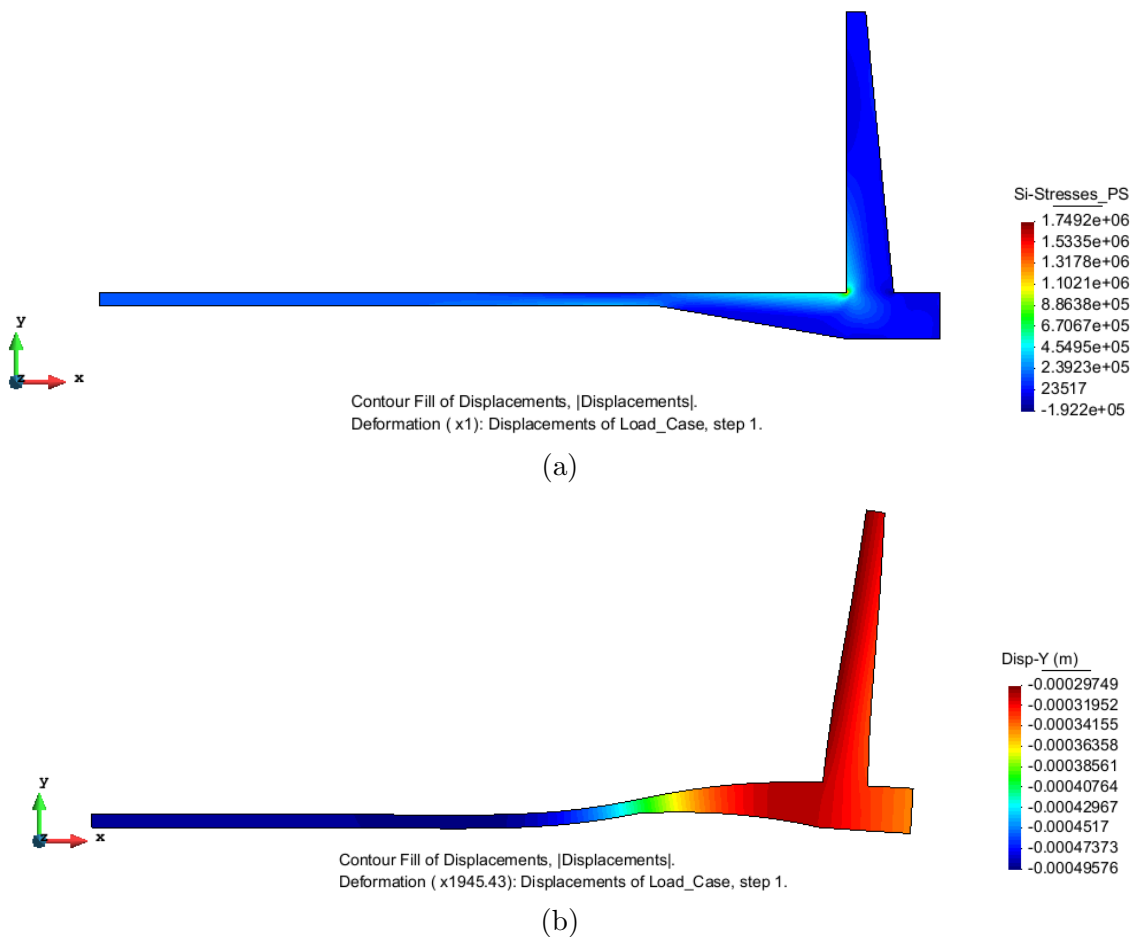 Si-Stresses_PS
1.7492e+06
1.5335e+06
1.3178e+06
1.1021e+06
8.8638e+05
6.7067e+05
4.5495e+05
2.3923e+05
23517
-1.922e+05
y
z
x
Contour Fill of Displacements, |Displacements|.
Deformation ( x1): Displacements of Load_Case, step 1.
(a)
Disp-Y (m)
-0.00029749
-0.00031952
-0.00034155
-0.00036358
-0.00038561
-0.00040764
-0.00042967
-0.0004517
-0.00047373
-0.00049576
y
z
x
Contour Fill of Displacements, |Displacements|.
Deformation ( x1945.43): Displacements of Load_Case, step 1.
(b)